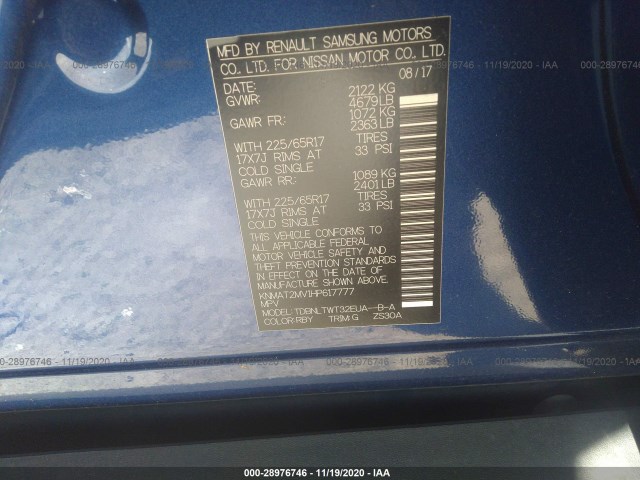 MFD BY RENAULT SAMSUNG MOTORS
CO. LTD. FOR NISSAN MOTOR CO. LTD.
DATE: 08/17
GVWR: 2122 KG
4679 LB
GAWR FR: 1072 KG
2363 LB
WITH 225/65R17 TIRES
17X7J RIMS AT 33 PSI
COLD SINGLE
GAWR RR: 1089 KG
2401 LB
WITH 225/65R17 TIRES
17X7J RIMS AT 33 PSI
COLD SINGLE
THIS VEHICLE CONFORMS TO
ALL APPLICABLE FEDERAL
MOTOR VEHICLE SAFETY AND
THEFT PREVENTION STANDARDS
IN EFFECT ON THE DATE OF
MANUFACTURE SHOWN ABOVE.
KNMAT2MV1HP617777
MPV
MODEL TDBNLTWT32EUA--B-A
COLOR RBY TRIM: G ZS30A
000-28976746 - 11/19/2020 - IAA